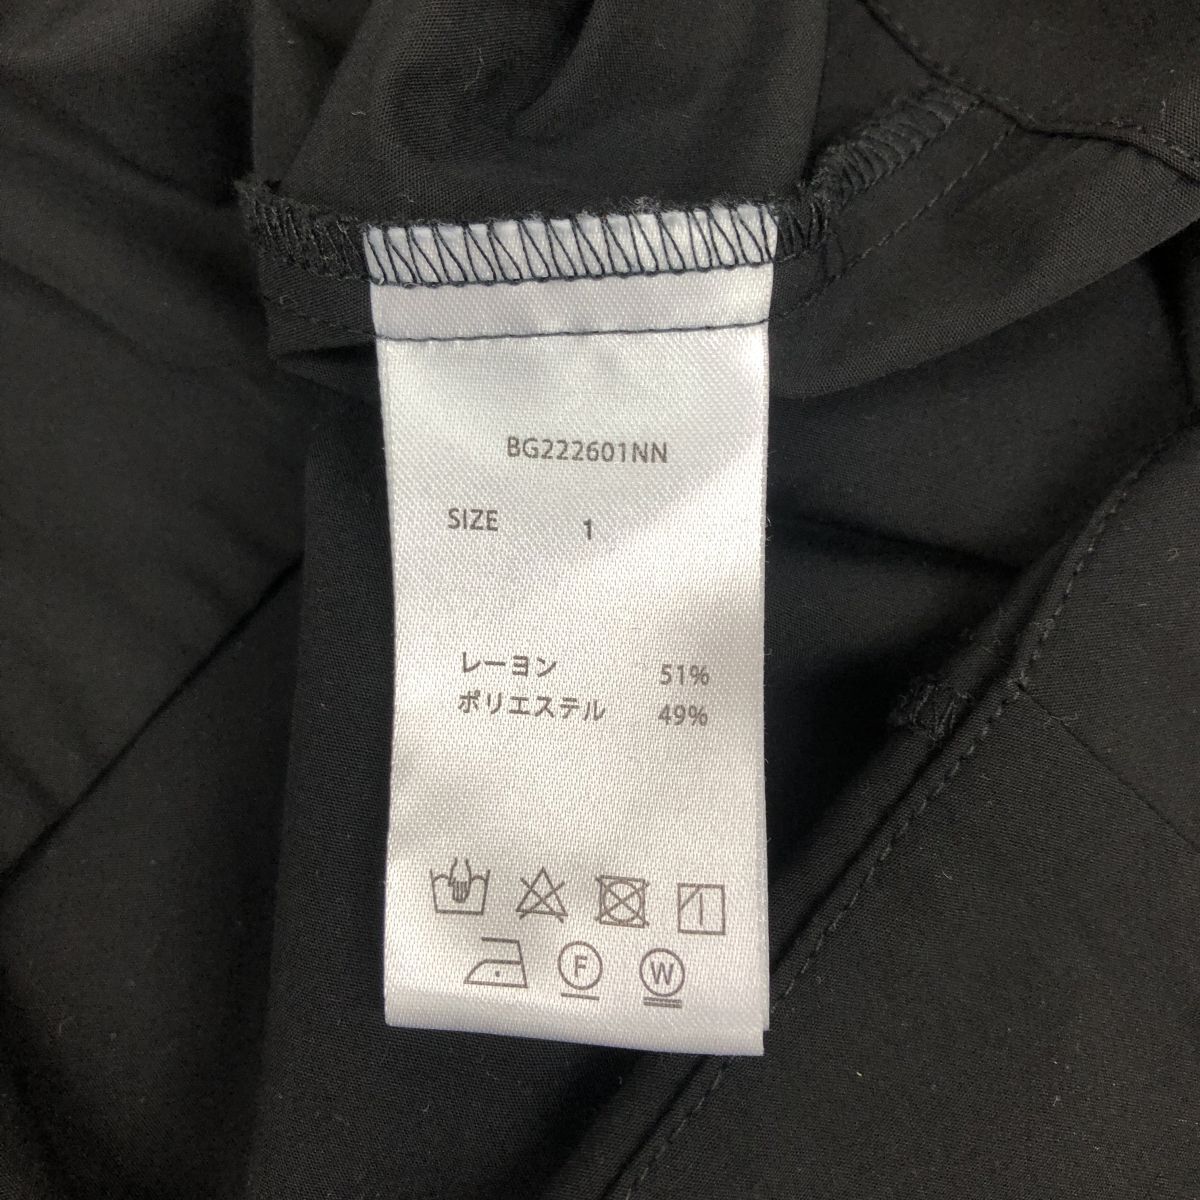 BG222601NN
SIZE 1
レーヨン 51%
ポリエステル 49%
F W